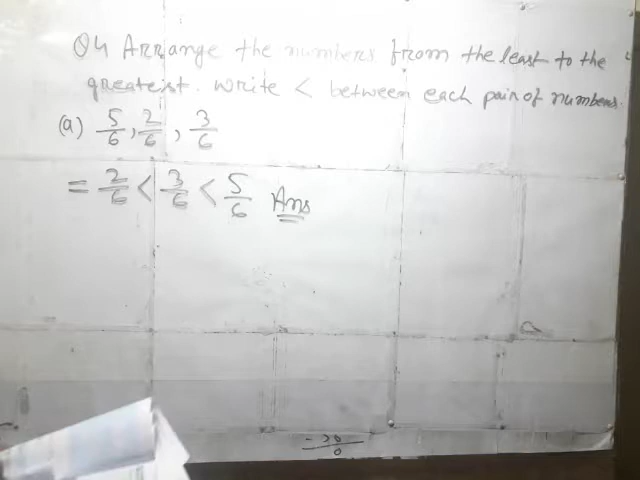 Q4 Arrange the numbers from the least to the
greatest. Write < between each pair of numbers.
(a) 5/6, 2/6, 3/6
= 2/6 < 3/6 < 5/6 Ans